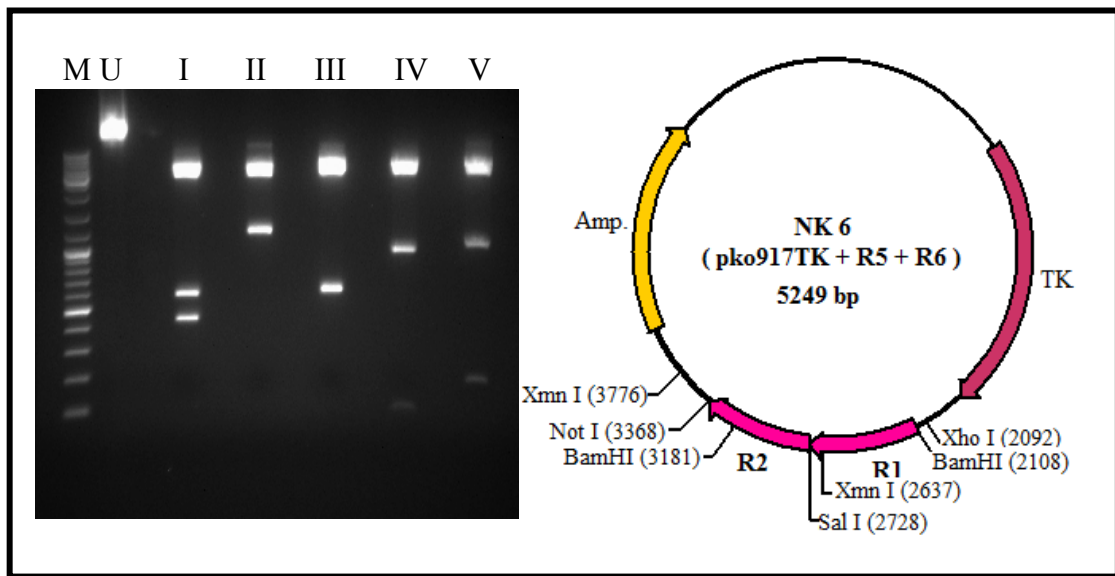 M U I II III IV V
Amp.
NK 6
( pko917TK + R5 + R6 )
5249 bp
TK
Xmn I (3776)
Not I (3368)
BamHI (3181)
R2
R1
Xho I (2092)
BamHI (2108)
Xmn I (2637)
Sal I (2728)